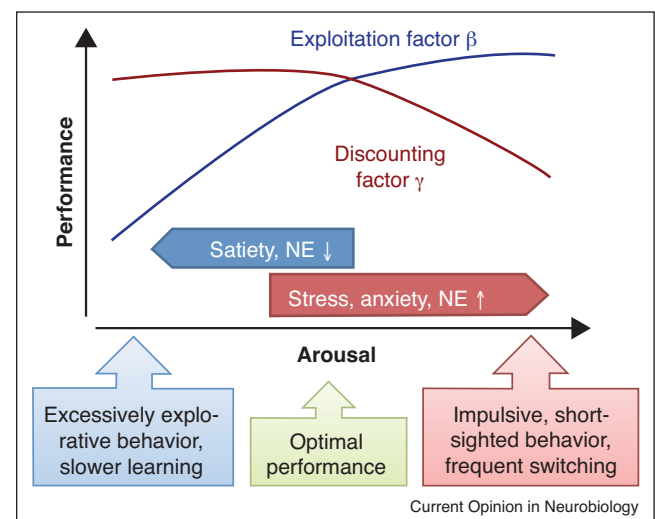 Exploitation factor β
Discounting
factor γ
Performance
Satiety, NE ↓
Stress, anxiety, NE ↑
Arousal
Excessively explo-
rative behavior,
slower learning
Optimal
performance
Impulsive, short-
sighted behavior,
frequent switching
Current Opinion in Neurobiology